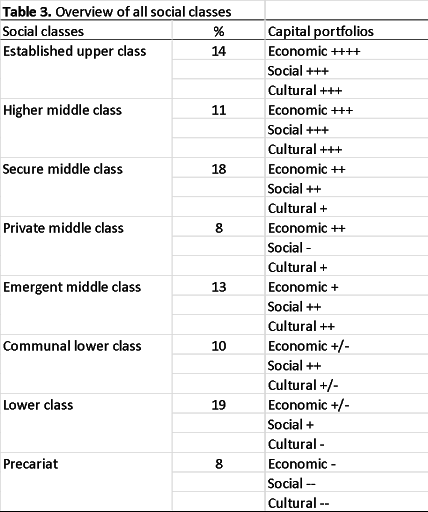 Table 3. Overview of all social classes
Social classes % Capital portfolios
Established upper class 14 Economic ++++
Social +++
Cultural +++
Higher middle class 11 Economic +++
Social +++
Cultural +++
Secure middle class 18 Economic ++
Social ++
Cultural +
Private middle class 8 Economic ++
Social -
Cultural +
Emergent middle class 13 Economic +
Social ++
Cultural ++
Communal lower class 10 Economic +/-
Social ++
Cultural +/-
Lower class 19 Economic +/-
Social +
Cultural -
Precariat 8 Economic -
Social --
Cultural --